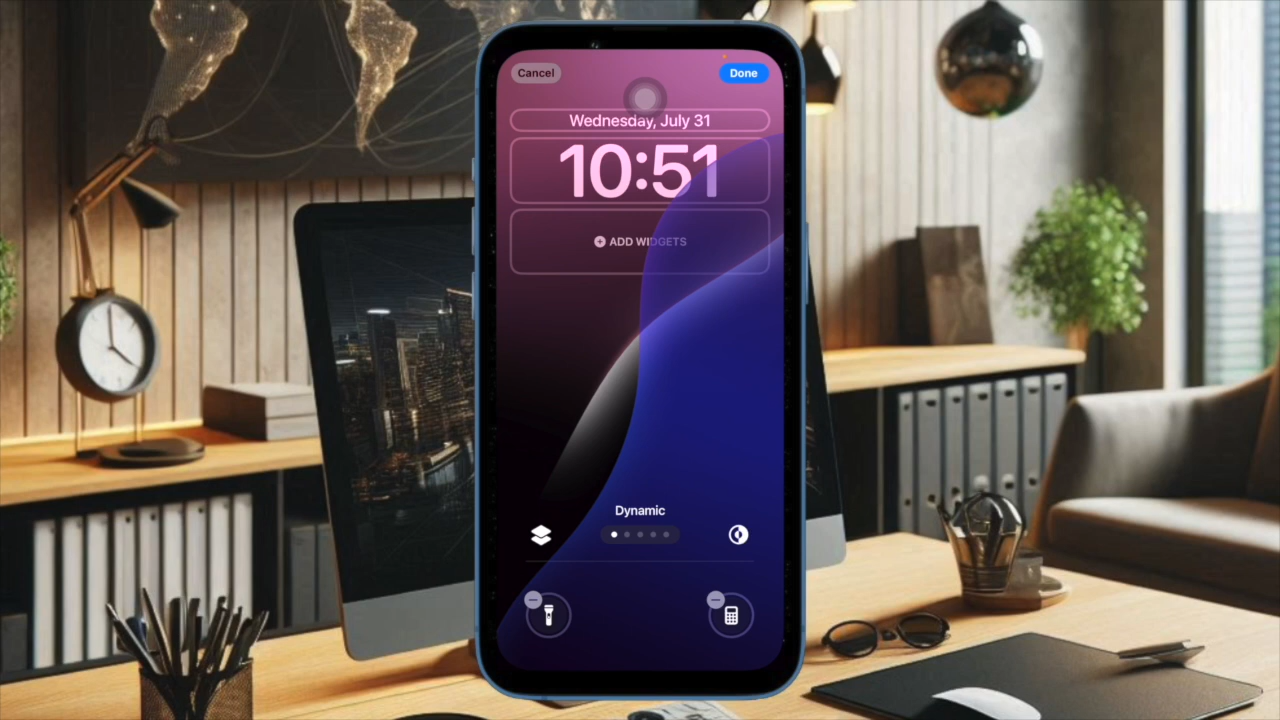 Cancel
Done
Wednesday, July 31
10:51
ADD WIDGETS
Dynamic